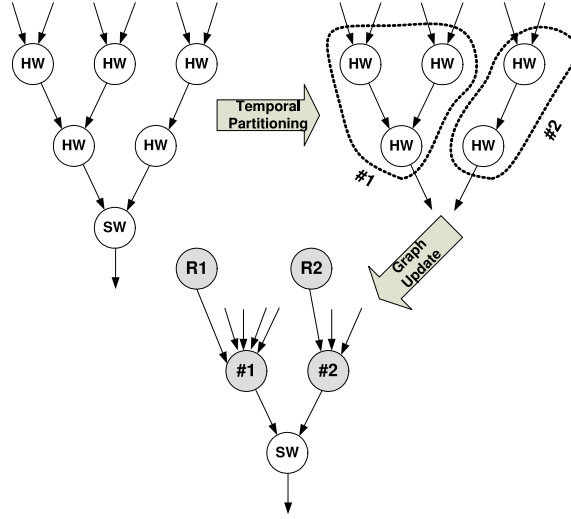 HW
HW
HW
HW
HW
SW
Temporal
Partitioning
HW
HW
HW
HW
HW
#1
#2
Graph
Update
R1
R2
#1
#2
SW